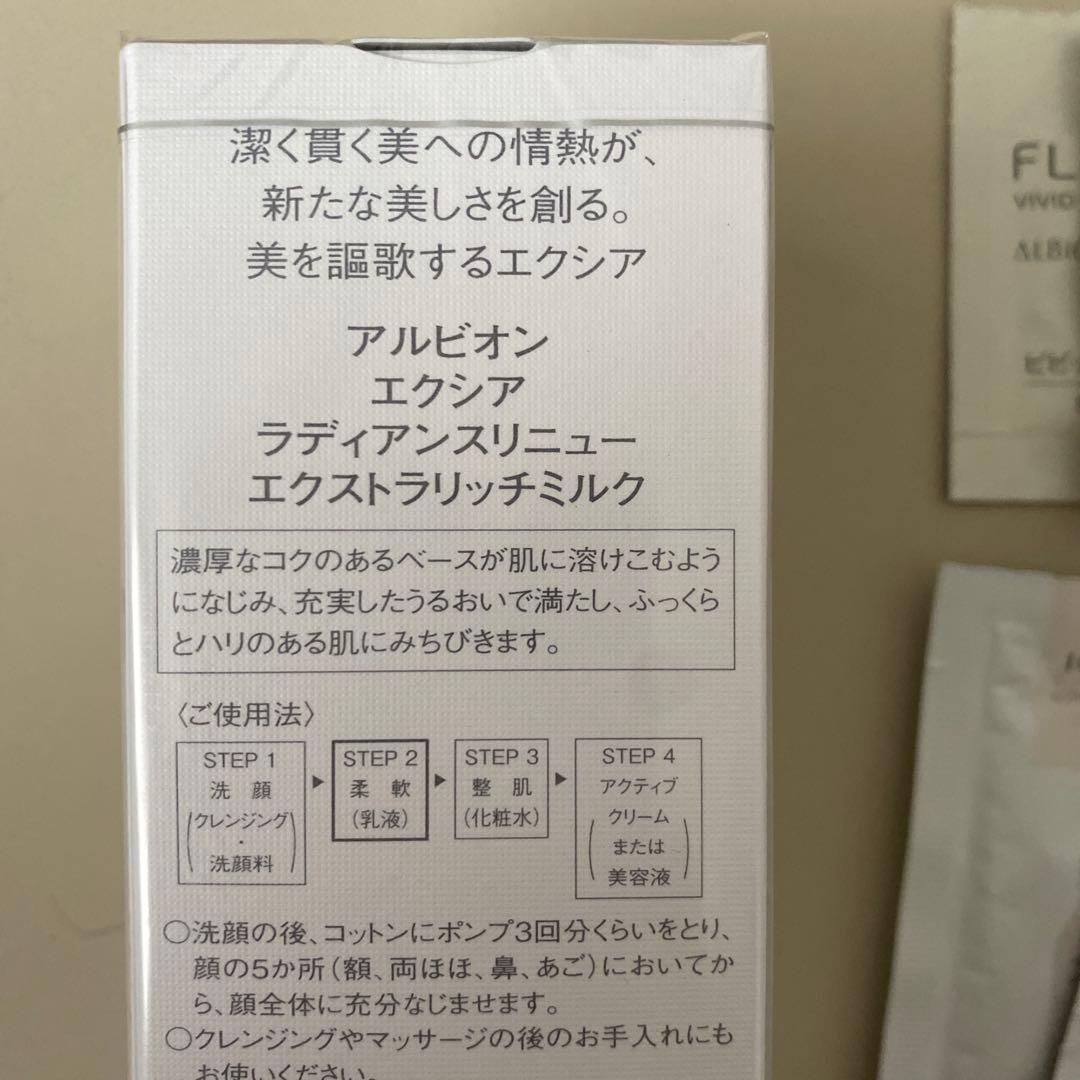 潔く貫く美への情熱が、
新たな美しさを創る。
美を謳歌するエクシア
アルビオン
エクシア
ラディアンスリニュー
エクストラリッチミルク
濃厚なコクのあるベースが肌に溶けこむよう
になじみ、充実したうるおいで満たし、ふっくら
とハリのある肌にみちびきます。
〈ご使用法〉
STEP 1
洗 顔
(クレンジング
・
洗顔料)
STEP 2
柔 軟
(乳液)
STEP 3
整 肌
(化粧水)
STEP 4
アクティブ
(クリーム
または
美容液)
○洗顔の後、コットンにポンプ3回分くらいをとり、
顔の5か所(額、両ほほ、鼻、あご)においてか
ら、顔全体に充分なじませます。
○クレンジングやマッサージの後のお手入れにも
お使いください。
FL
VIVID
ALBI
ビビ